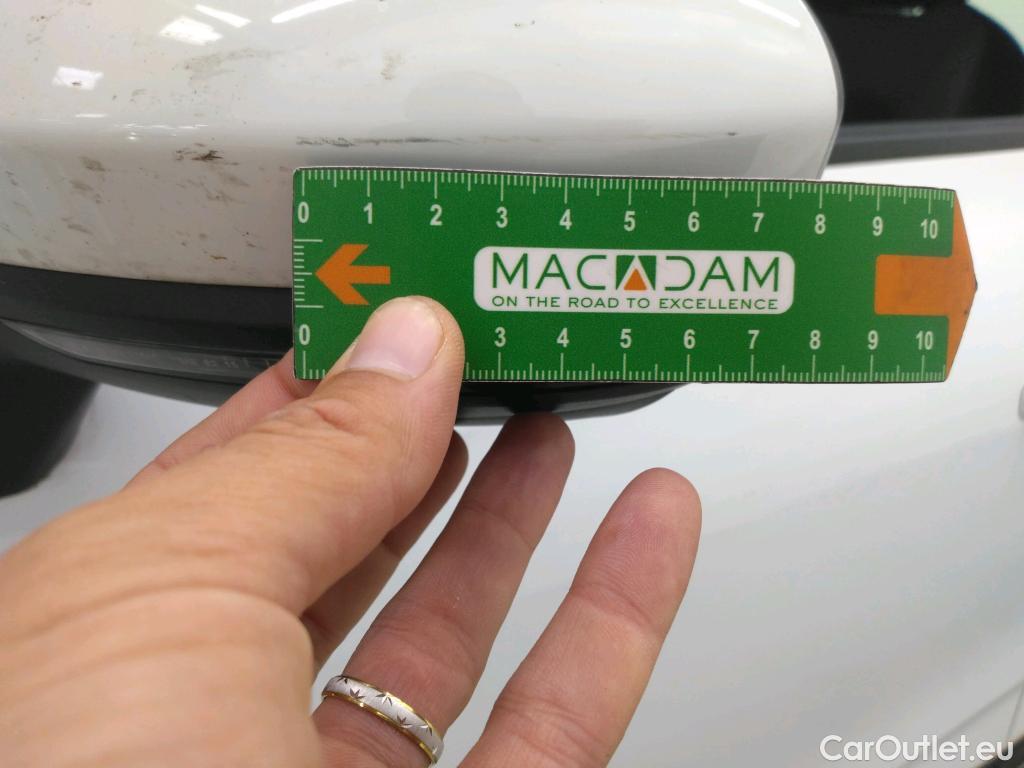 0 1 2 3 4 5 6 7 8 9 10
MACADAM
ON THE ROAD TO EXCELLENCE
0 3 4 5 6 7 8 9 10
CarOutlet.eu